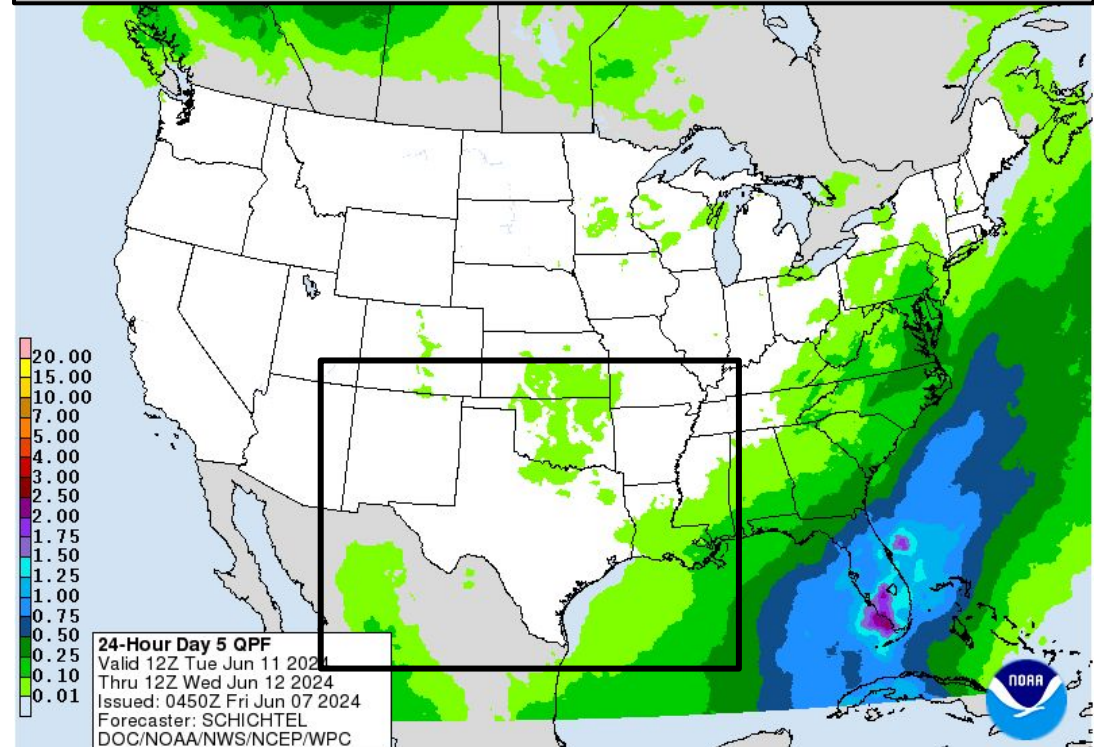 20.00
15.00
10.00
7.00
5.00
4.00
3.00
2.50
2.00
1.75
1.50
1.25
1.00
0.75
0.50
0.25
0.10
0.01
24-Hour Day 5 QPF
Valid 12Z Tue Jun 11 2024
Thru 12Z Wed Jun 12 2024
Issued: 0450Z Fri Jun 07 2024
Forecaster: SCHICHTEL
DOC/NOAA/NWS/NCEP/WPC
NOAA